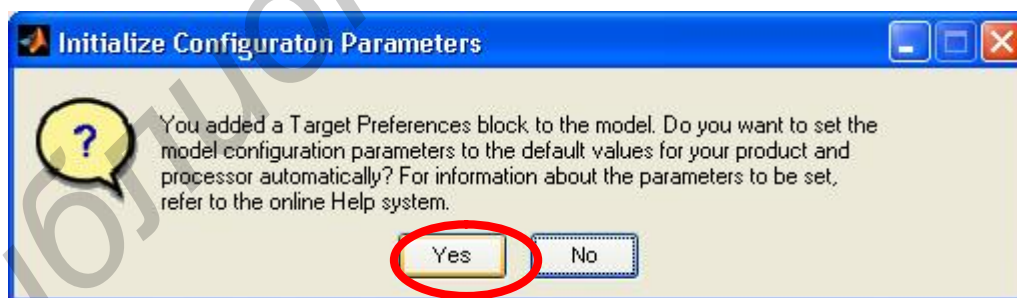 Initialize Configuraton Parameters
?
You added a Target Preferences block to the model. Do you want to set the
model configuration parameters to the default values for your product and
processor automatically? For information about the parameters to be set,
refer to the online Help system.
Yes No